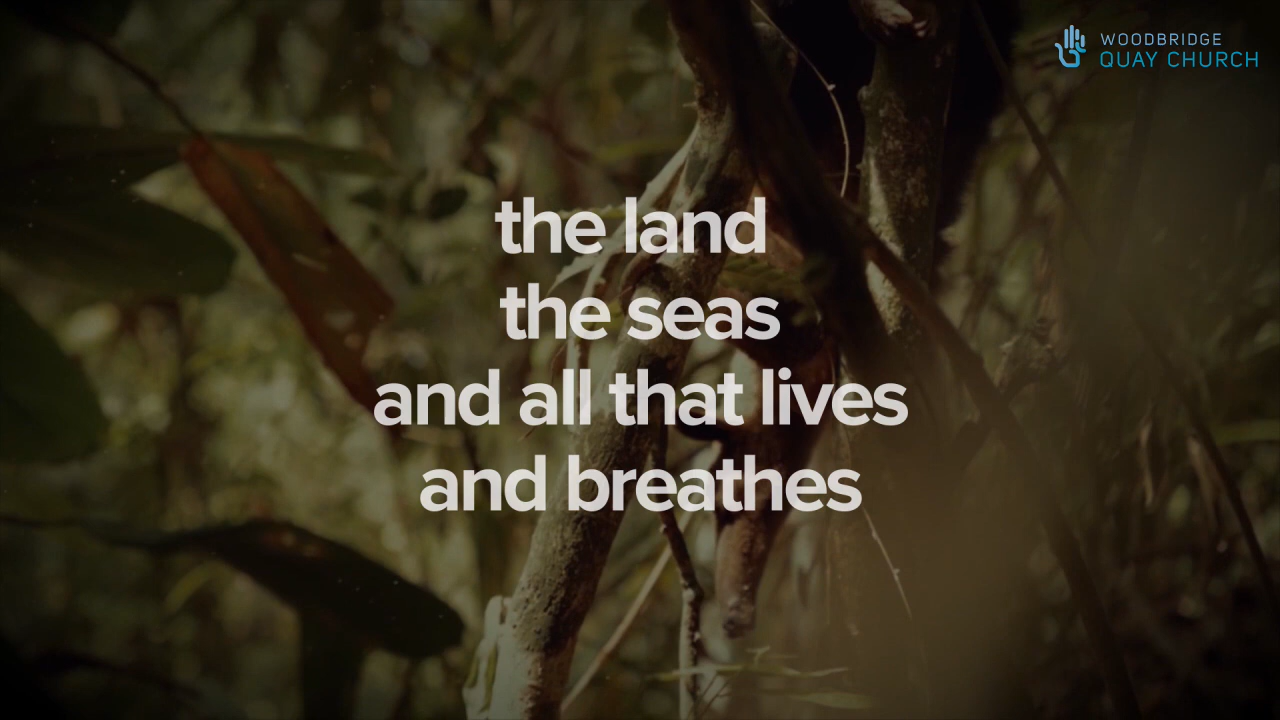 WOODBRIDGE
QUAY CHURCH
the land
the seas
and all that lives
and breathes